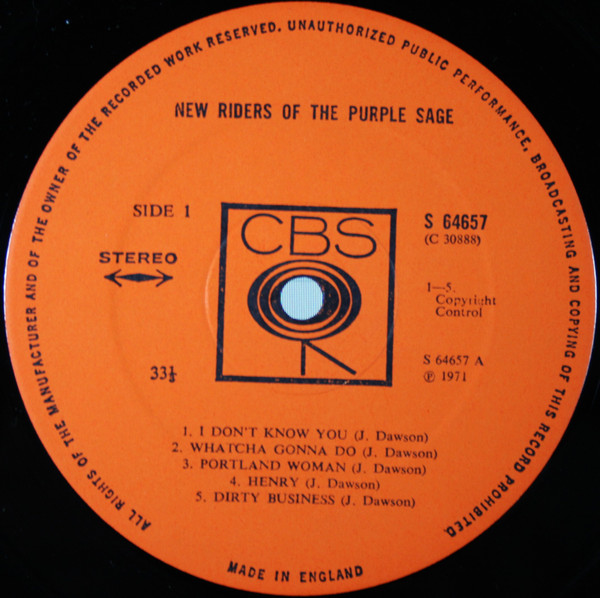 ALL RIGHTS OF THE MANUFACTURER AND OF THE OWNER OF THE RECORDED WORK RESERVED. UNAUTHORIZED PUBLIC PERFORMANCE, BROADCASTING AND COPYING OF THIS RECORD PROHIBITED.
NEW RIDERS OF THE PURPLE SAGE
SIDE 1
STEREO
33⅓
CBS
S 64657
(C 30888)
1—5.
Copyright
Control
S 64657 A
℗ 1971
1. I DON'T KNOW YOU (J. Dawson)
2. WHATCHA GONNA DO (J. Dawson)
3. PORTLAND WOMAN (J. Dawson)
4. HENRY (J. Dawson)
5. DIRTY BUSINESS (J. Dawson)
MADE IN ENGLAND